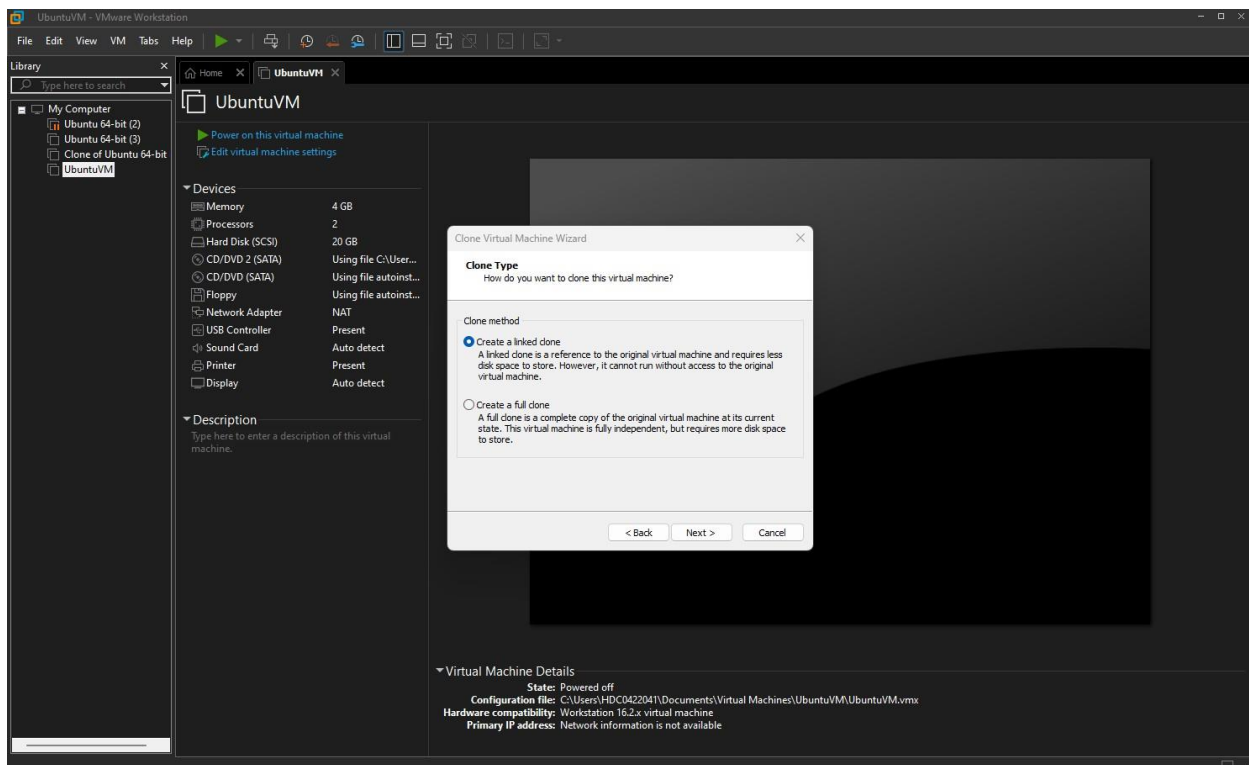 UbuntuVM - VMware Workstation
File Edit View VM Tabs Help
Library
Type here to search
My Computer
Ubuntu 64-bit (2)
Ubuntu 64-bit (3)
Clone of Ubuntu 64-bit
UbuntuVM
Home UbuntuVM
UbuntuVM
Power on this virtual machine
Edit virtual machine settings
Devices
Memory 4 GB
Processors 2
Hard Disk (SCSI) 20 GB
CD/DVD 2 (SATA) Using file C:\User...
CD/DVD (SATA) Using file autoinst...
Floppy Using file autoinst...
Network Adapter NAT
USB Controller Present
Sound Card Auto detect
Printer Present
Display Auto detect
Description
Type here to enter a description of this virtual
machine.
Clone Virtual Machine Wizard
Clone Type
How do you want to clone this virtual machine?
Clone method
Create a linked clone
A linked clone is a reference to the original virtual machine and requires less
disk space to store. However, it cannot run without access to the original
virtual machine.
Create a full clone
A full clone is a complete copy of the original virtual machine at its current
state. This virtual machine is fully independent, but requires more disk space
to store.
< Back Next > Cancel
Virtual Machine Details
State: Powered off
Configuration file: C:\Users\HDC0422041\Documents\Virtual Machines\UbuntuVM\UbuntuVM.vmx
Hardware compatibility: Workstation 16.2.x virtual machine
Primary IP address: Network information is not available